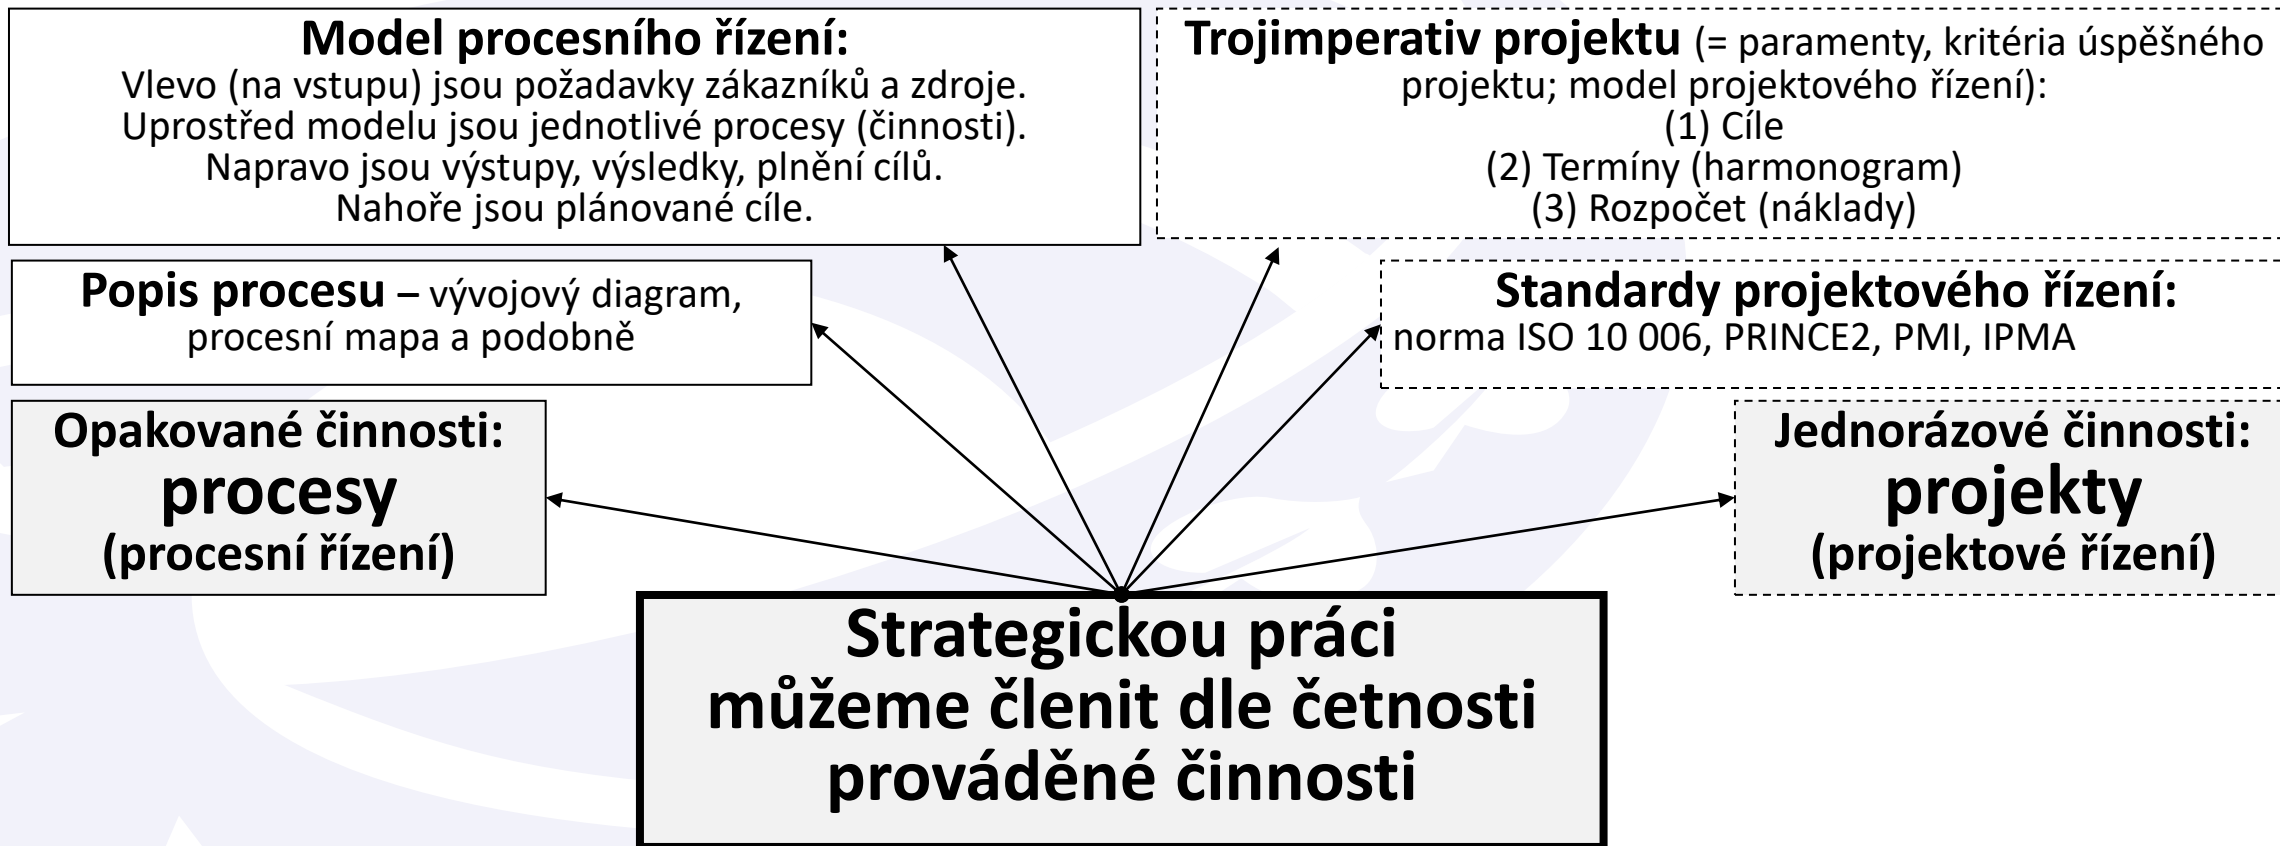 Model procesního řízení:
Vlevo (na vstupu) jsou požadavky zákazníků a zdroje.
Uprostřed modelu jsou jednotlivé procesy (činnosti).
Napravo jsou výstupy, výsledky, plnění cílů.
Nahoře jsou plánované cíle.
Trojimperativ projektu (= paramenty, kritéria úspěšného
projektu; model projektového řízení):
(1) Cíle
(2) Termíny (harmonogram)
(3) Rozpočet (náklady)
Popis procesu – vývojový diagram,
procesní mapa a podobně
Standardy projektového řízení:
norma ISO 10 006, PRINCE2, PMI, IPMA
Opakované činnosti:
procesy
(procesní řízení)
Jednorázové činnosti:
projekty
(projektové řízení)
Strategickou práci
můžeme členit dle četnosti
prováděné činnosti